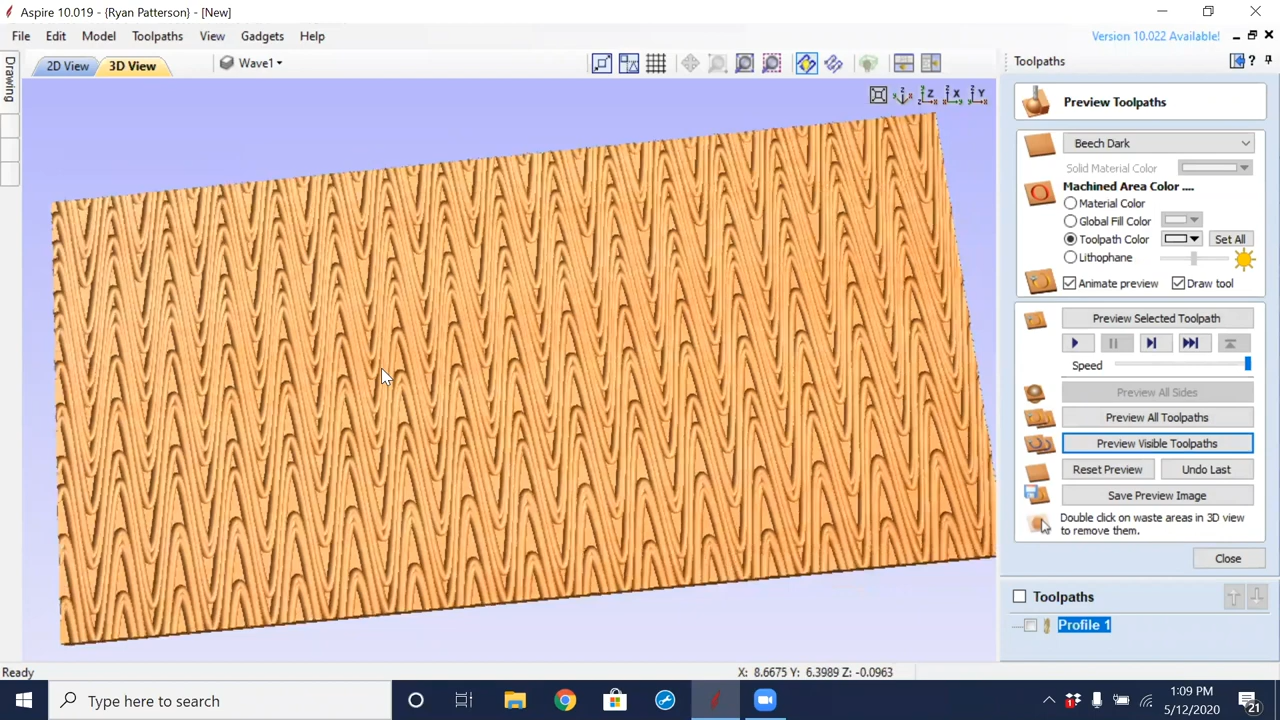 Aspire 10.019 - {Ryan Patterson} - [New]
File Edit Model Toolpaths View Gadgets Help
Version 10.022 Available!
Drawing
2D View
3D View
Wave1
Toolpaths
Preview Toolpaths
Beech Dark
Solid Material Color
Machined Area Color ....
Material Color
Global Fill Color
Toolpath Color
Set All
Lithophane
Animate preview
Draw tool
Preview Selected Toolpath
Speed
Preview All Sides
Preview All Toolpaths
Preview Visible Toolpaths
Reset Preview
Undo Last
Save Preview Image
Double click on waste areas in 3D view
to remove them.
Close
Toolpaths
Profile 1
Ready
X: 8.6675 Y: 6.3989 Z: -0.0963
Type here to search
1:09 PM
5/12/2020
21